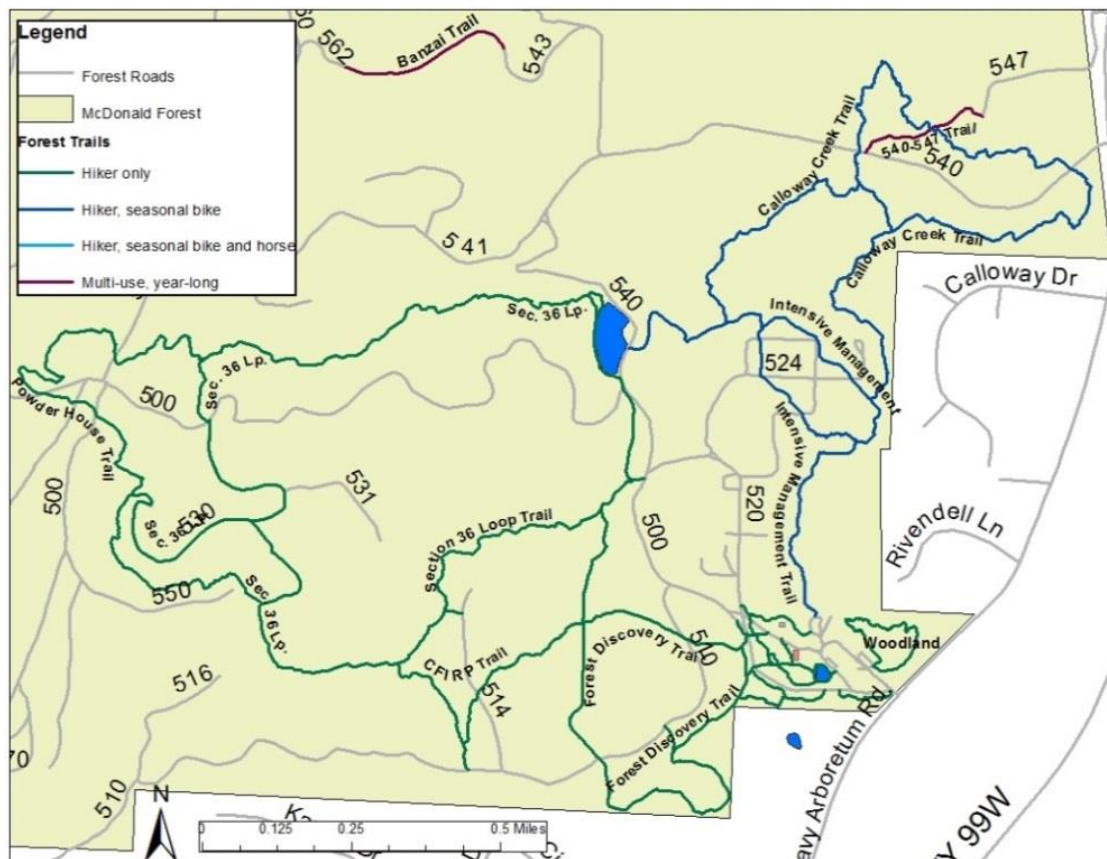 Legend
Forest Roads
McDonald Forest
Forest Trails
Hiker only
Hiker, seasonal bike
Hiker, seasonal bike and horse
Multi-use, year-long
562
Banzai Trail
543
547
540-547 Trail
540
Calloway Creek Trail
Calloway Creek Trail
Calloway Creek Trail
541
540
Sec. 36 Lp.
Calloway Dr
Intensive Management
524
Sec. 36 Lp.
500
Powder House Trail
Intensive Management Trail
500
531
520
Sec. 36 Lp.
530
Section 36 Loop Trail
500
Rivendell Ln
550
Sec. 36 Lp.
Woodland
CFIRP Trail
Forest Discovery Trail
510
516
514
Forest Discovery Trail
70
510
N
0 0.125 0.25 0.5 Miles
Arboretum Rd
99W